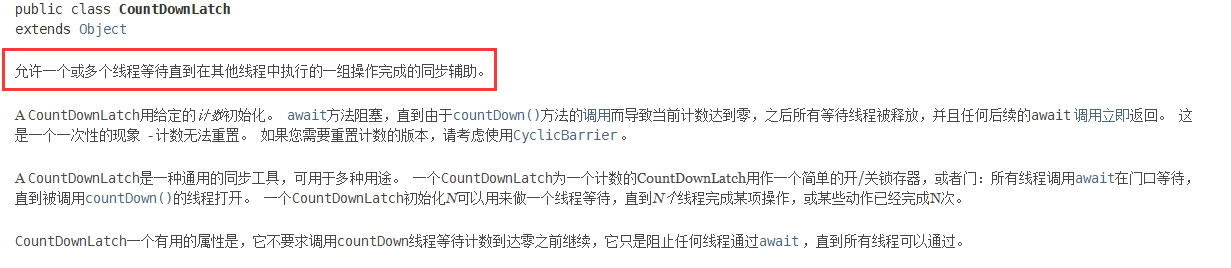 public class CountDownLatch
extends Object
允许一个或多个线程等待直到在其他线程中执行的一组操作完成的同步辅助。
A CountDownLatch用给定的计数初始化。 await方法阻塞，直到由于countDown()方法的调用而导致当前计数达到零，之后所有等待线程被释放，并且任何后续的await 调用立即返回。 这
是一个一次性的现象 -计数无法重置。 如果您需要重置计数的版本，请考虑使用CyclicBarrier 。
A CountDownLatch是一种通用的同步工具，可用于多种用途。 一个CountDownLatch为一个计数的CountDownLatch用作一个简单的开/关锁存器，或者门：所有线程调用await在门口等待，
直到被调用countDown()的线程打开。 一个CountDownLatch初始化N可以用来做一个线程等待，直到N个线程完成某项操作，或某些动作已经完成N次。
CountDownLatch一个有用的属性是，它不要求调用countDown线程等待计数到达零之前继续，它只是阻止任何线程通过await ，直到所有线程可以通过。